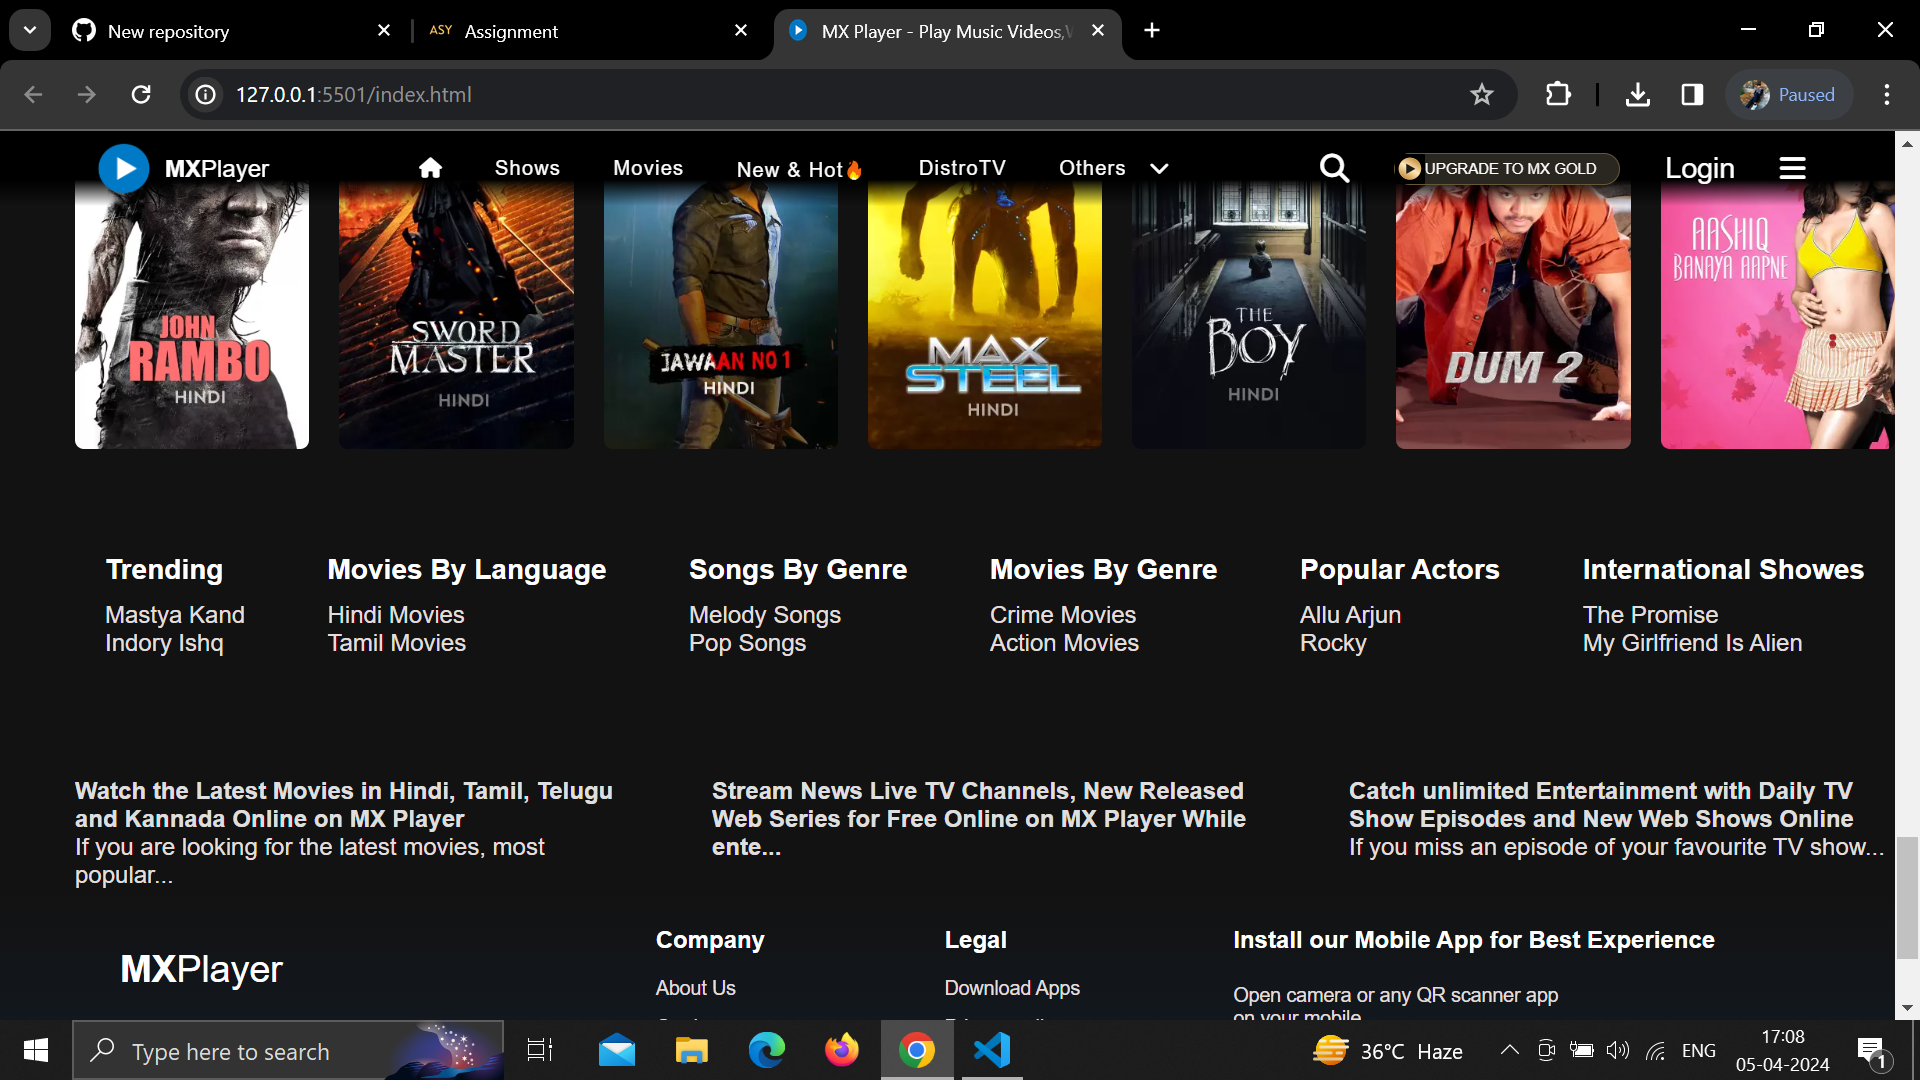 New repository
ASY Assignment
MX Player - Play Music Videos,
127.0.0.1:5501/index.html
Paused
MXPlayer
Shows
Movies
New & Hot🔥
DistroTV
Others
UPGRADE TO MX GOLD
Login
JOHN
RAMBO
HINDI
SWORD
MASTER
HINDI
JAWAAN NO 1
HINDI
MAX
STEEL
HINDI
THE
BOY
HINDI
DUM 2
AASHIQ
BANAYA AAPNE
Trending
Mastya Kand
Indory Ishq
Movies By Language
Hindi Movies
Tamil Movies
Songs By Genre
Melody Songs
Pop Songs
Movies By Genre
Crime Movies
Action Movies
Popular Actors
Allu Arjun
Rocky
International Showes
The Promise
My Girlfriend Is Alien
Watch the Latest Movies in Hindi, Tamil, Telugu
and Kannada Online on MX Player
If you are looking for the latest movies, most
popular...
Stream News Live TV Channels, New Released
Web Series for Free Online on MX Player While
ente...
Catch unlimited Entertainment with Daily TV
Show Episodes and New Web Shows Online
If you miss an episode of your favourite TV show...
MXPlayer
Company
About Us
Legal
Download Apps
Install our Mobile App for Best Experience
Open camera or any QR scanner app
on your mobile
Type here to search
36°C Haze
ENG
17:08
05-04-2024
1